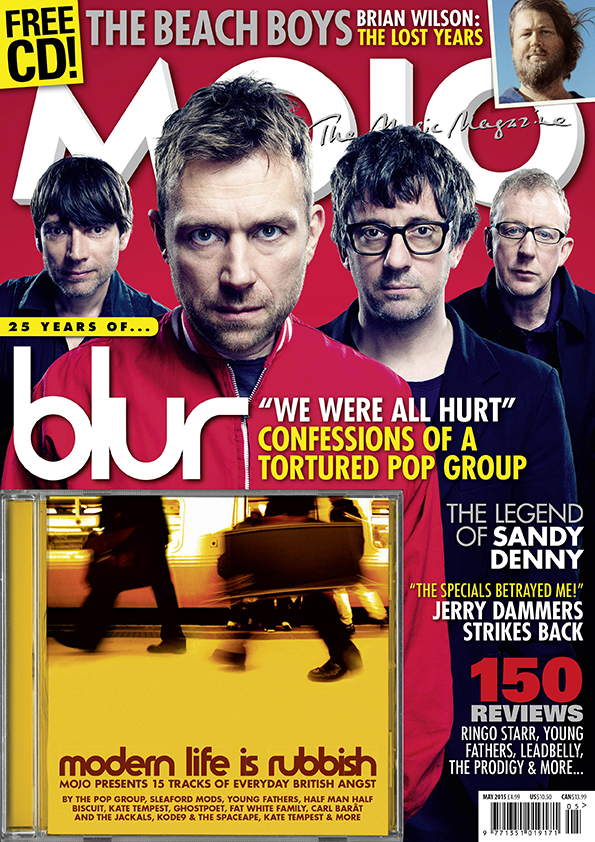 FREE
CD!
THE BEACH BOYS
BRIAN WILSON:
THE LOST YEARS
MOJO
The Music Magazine
25 YEARS OF...
blur
“WE WERE ALL HURT”
CONFESSIONS OF A
TORTURED POP GROUP
THE LEGEND
OF SANDY
DENNY
“THE SPECIALS BETRAYED ME!”
JERRY DAMMERS
STRIKES BACK
150
REVIEWS
RINGO STARR, YOUNG
FATHERS, LEADBELLY,
THE PRODIGY & MORE...
modern life is rubbish
MOJO PRESENTS 15 TRACKS OF EVERYDAY BRITISH ANGST
BY THE POP GROUP, SLEAFORD MODS, YOUNG FATHERS, HALF MAN HALF
BISCUIT, KATE TEMPEST, GHOSTPOET, FAT WHITE FAMILY, CARL BARÂT
AND THE JACKALS, KODE9 & THE SPACEAPE, KATE TEMPEST & MORE
MAY 2015 £4.99 US$10.50 CAN$13.99
05>
9 771351 019171